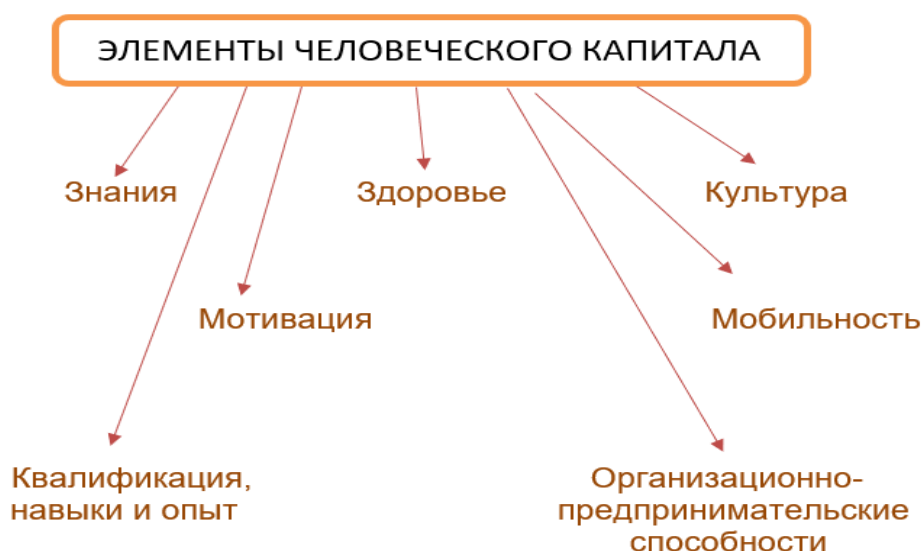 ЭЛЕМЕНТЫ ЧЕЛОВЕЧЕСКОГО КАПИТАЛА
Знания
Здоровье
Культура
Мотивация
Мобильность
Квалификация,
навыки и опыт
Организационно-
предпринимательские
способности